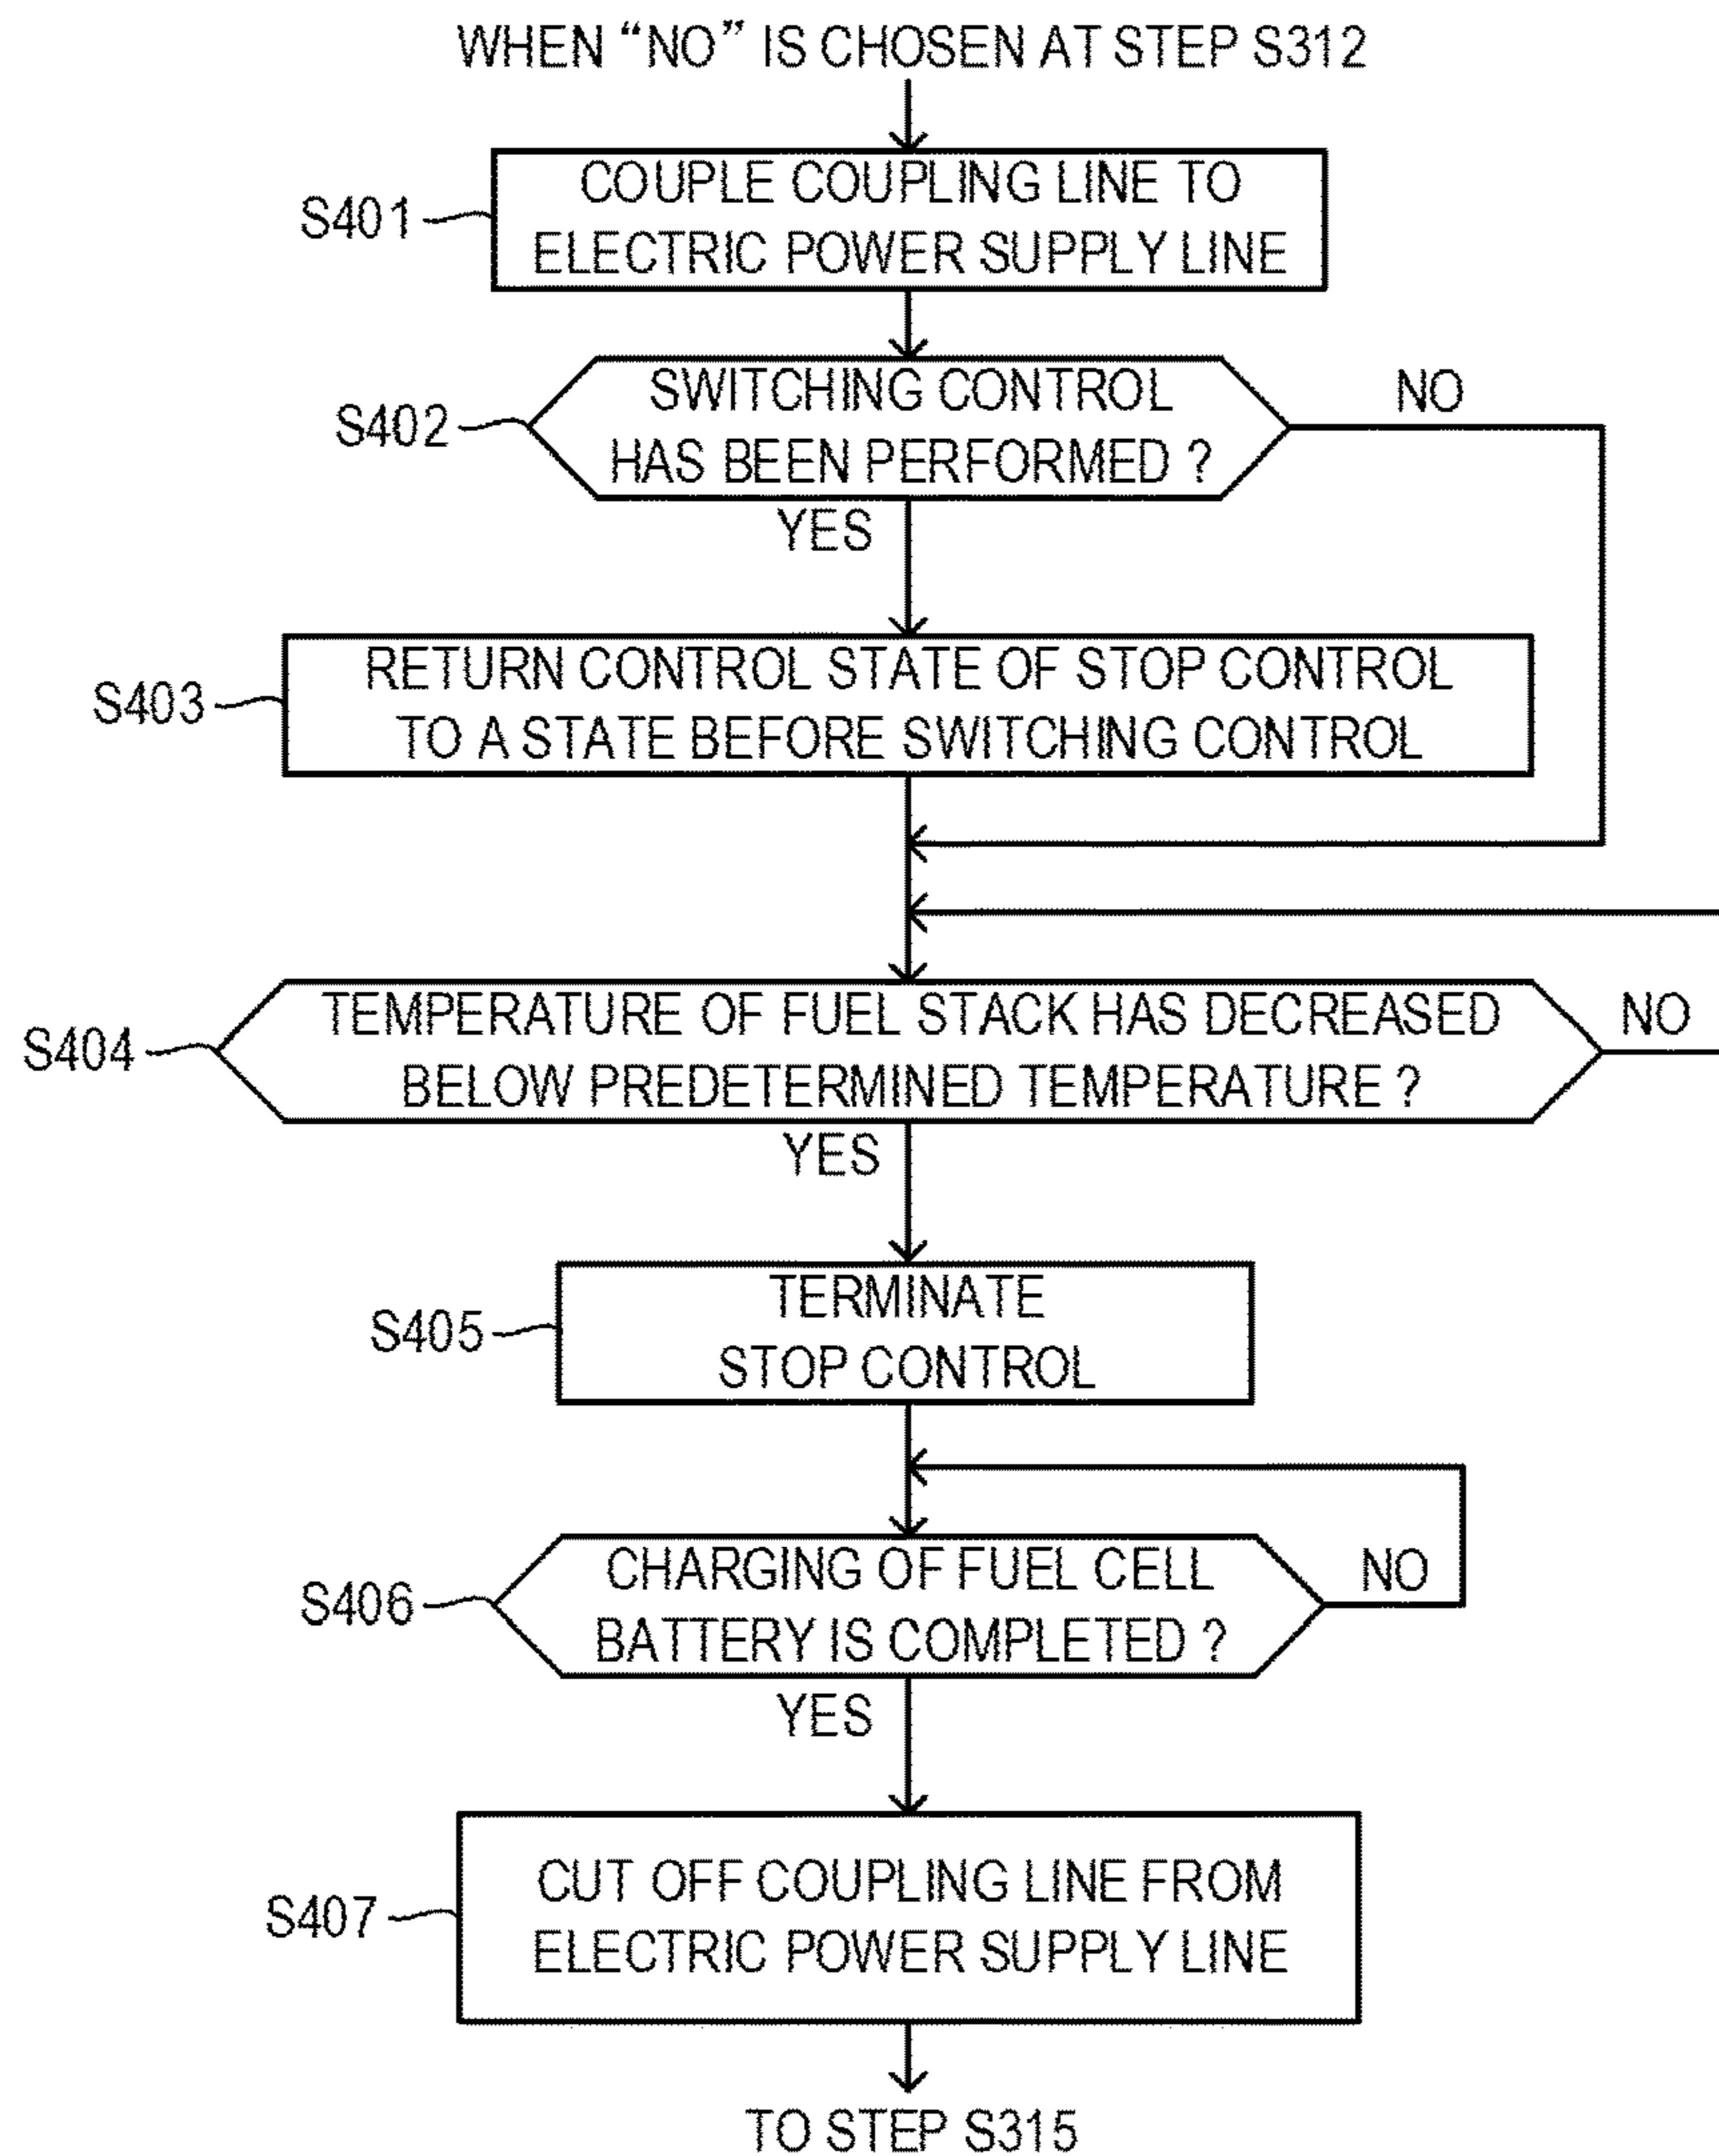 WHEN “NO” IS CHOSEN AT STEP S312
S401
COUPLE COUPLING LINE TO
ELECTRIC POWER SUPPLY LINE
S402
SWITCHING CONTROL
HAS BEEN PERFORMED ?
NO
YES
S403
RETURN CONTROL STATE OF STOP CONTROL
TO A STATE BEFORE SWITCHING CONTROL
S404
TEMPERATURE OF FUEL STACK HAS DECREASED
BELOW PREDETERMINED TEMPERATURE ?
NO
YES
S405
TERMINATE
STOP CONTROL
S406
CHARGING OF FUEL CELL
BATTERY IS COMPLETED ?
NO
YES
S407
CUT OFF COUPLING LINE FROM
ELECTRIC POWER SUPPLY LINE
TO STEP S315